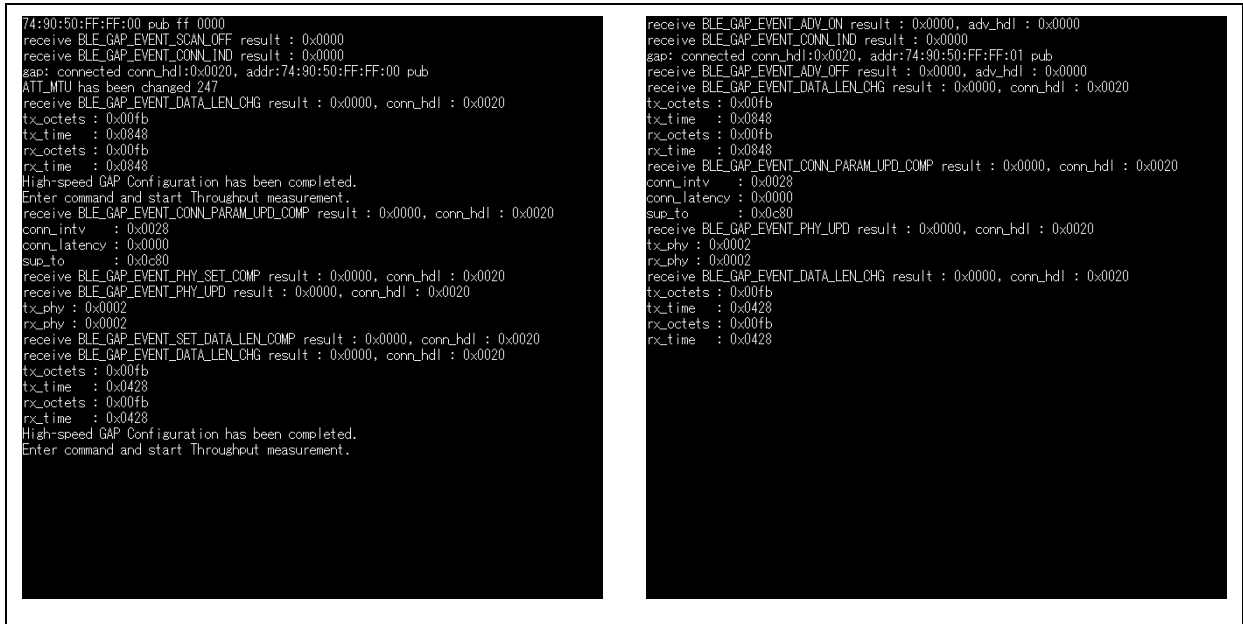 74:90:50:FF:FF:00 pub ff 0000
receive BLE_GAP_EVENT_SCAN_OFF result : 0x0000
receive BLE_GAP_EVENT_CONN_IND result : 0x0000
gap: connected conn_hdl:0x0020, addr:74:90:50:FF:FF:00 pub
ATT_MTU has been changed 247
receive BLE_GAP_EVENT_DATA_LEN_CHG result : 0x0000, conn_hdl : 0x0020
tx_octets : 0x00fb
tx_time   : 0x0848
rx_octets : 0x00fb
rx_time   : 0x0848
High-speed GAP Configuration has been completed.
Enter command and start Throughput measurement.
receive BLE_GAP_EVENT_CONN_PARAM_UPD_COMP result : 0x0000, conn_hdl : 0x0020
conn_intv    : 0x0028
conn_latency : 0x0000
sup_to       : 0x0c80
receive BLE_GAP_EVENT_PHY_SET_COMP result : 0x0000, conn_hdl : 0x0020
receive BLE_GAP_EVENT_PHY_UPD result : 0x0000, conn_hdl : 0x0020
tx_phy : 0x0002
rx_phy : 0x0002
receive BLE_GAP_EVENT_SET_DATA_LEN_COMP result : 0x0000, conn_hdl : 0x0020
receive BLE_GAP_EVENT_DATA_LEN_CHG result : 0x0000, conn_hdl : 0x0020
tx_octets : 0x00fb
tx_time   : 0x0428
rx_octets : 0x00fb
rx_time   : 0x0428
High-speed GAP Configuration has been completed.
Enter command and start Throughput measurement.
receive BLE_GAP_EVENT_ADV_ON result : 0x0000, adv_hdl : 0x0000
receive BLE_GAP_EVENT_CONN_IND result : 0x0000
gap: connected conn_hdl:0x0020, addr:74:90:50:FF:FF:01 pub
receive BLE_GAP_EVENT_ADV_OFF result : 0x0000, adv_hdl : 0x0000
receive BLE_GAP_EVENT_DATA_LEN_CHG result : 0x0000, conn_hdl : 0x0020
tx_octets : 0x00fb
tx_time   : 0x0848
rx_octets : 0x00fb
rx_time   : 0x0848
receive BLE_GAP_EVENT_CONN_PARAM_UPD_COMP result : 0x0000, conn_hdl : 0x0020
conn_intv    : 0x0028
conn_latency : 0x0000
sup_to       : 0x0c80
receive BLE_GAP_EVENT_PHY_UPD result : 0x0000, conn_hdl : 0x0020
tx_phy : 0x0002
rx_phy : 0x0002
receive BLE_GAP_EVENT_DATA_LEN_CHG result : 0x0000, conn_hdl : 0x0020
tx_octets : 0x00fb
tx_time   : 0x0428
rx_octets : 0x00fb
rx_time   : 0x0428